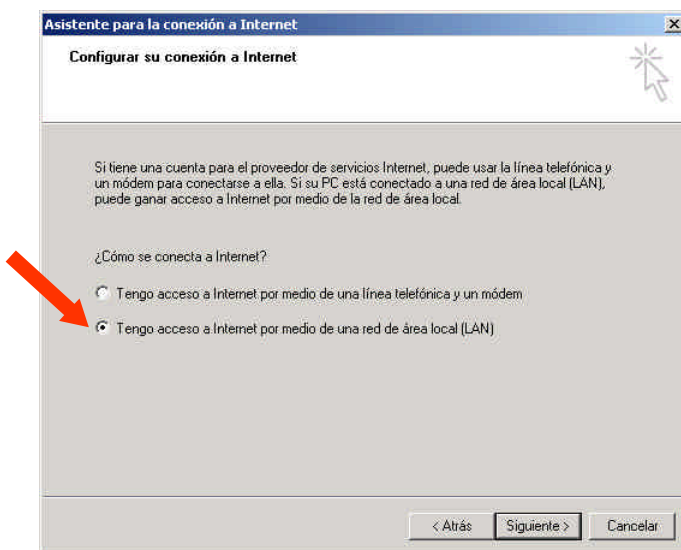 Asistente para la conexión a Internet
Configurar su conexión a Internet
Si tiene una cuenta para el proveedor de servicios Internet, puede usar la línea telefónica y
un módem para conectarse a ella. Si su PC está conectado a una red de área local (LAN),
puede ganar acceso a Internet por medio de la red de área local.
¿Cómo se conecta a Internet?
Tengo acceso a Internet por medio de una línea telefónica y un módem
Tengo acceso a Internet por medio de una red de área local (LAN)
< Atrás Siguiente > Cancelar